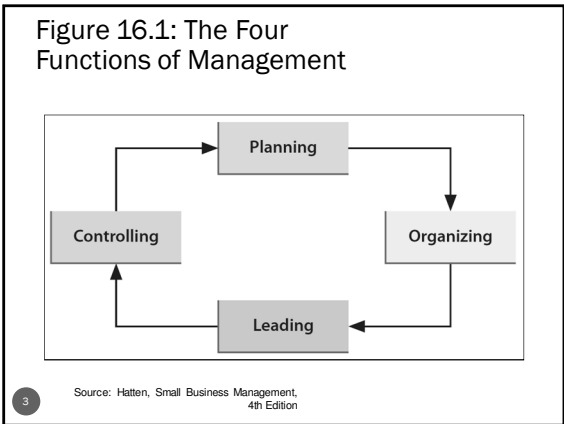 Figure 16.1: The Four
Functions of Management
Planning
Controlling
Organizing
Leading
3
Source: Hatten, Small Business Management,
4th Edition